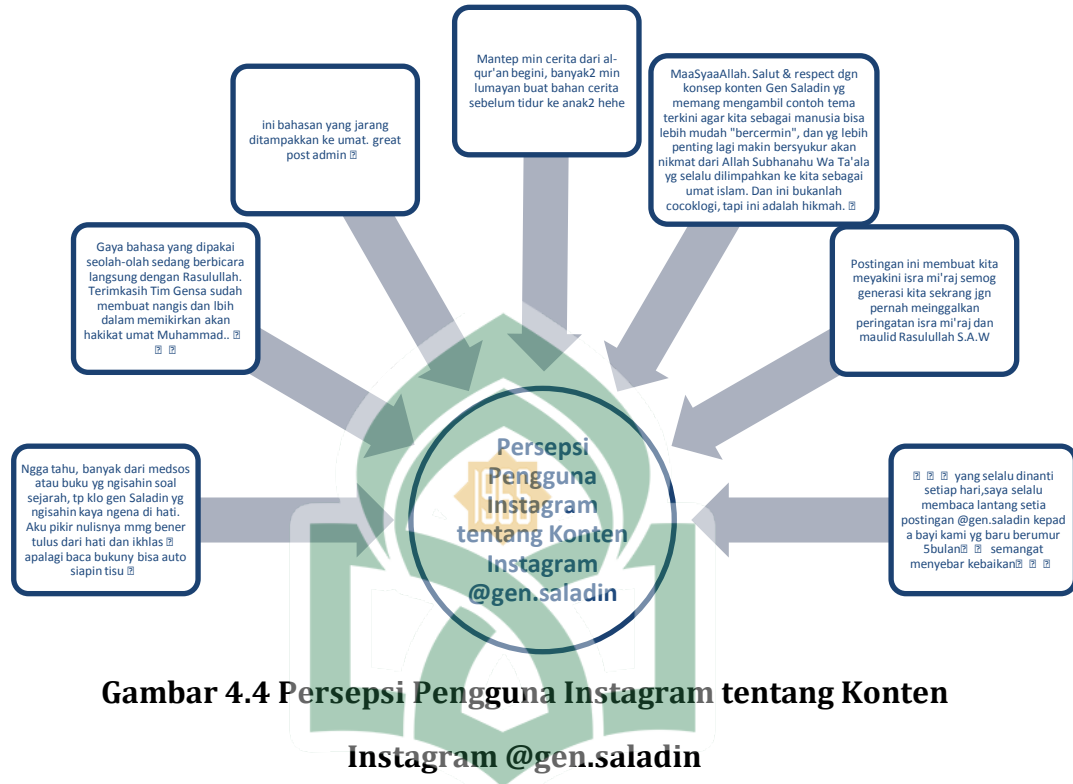 Mantep min cerita dari al-
qur'an begini, banyak2 min
lumayan buat bahan cerita
sebelum tidur ke anak2 hehe
MaaSyaaAllah. Salut & respect dgn
konsep konten Gen Saladin yg
memang mengambil contoh tema
terkini agar kita sebagai manusia bisa
lebih mudah "bercermin", dan yg lebih
penting lagi makin bersyukur akan
nikmat dari Allah Subhanahu Wa Ta'ala
yg selalu dilimpahkan ke kita sebagai
umat islam. Dan ini bukanlah
cocoklogi, tapi ini adalah hikmah. ⍰
ini bahasan yang jarang
ditampakkan ke umat. great
post admin ⍰
Gaya bahasa yang dipakai
seolah-olah sedang berbicara
langsung dengan Rasulullah.
Terimkasih Tim Gensa sudah
membuat nangis dan lbih
dalam memikirkan akan
hakikat umat Muhammad.. ⍰
⍰ ⍰
Postingan ini membuat kita
meyakini isra mi'raj semog
generasi kita sekrang jgn
pernah meinggalkan
peringatan isra mi'raj dan
maulid Rasulullah S.A.W
Ngga tahu, banyak dari medsos
atau buku yg ngisahin soal
sejarah, tp klo gen Saladin yg
ngisahin kaya ngena di hati.
Aku pikir nulisnya mmg bener
tulus dari hati dan ikhlas ⍰
apalagi baca bukuny bisa auto
siapin tisu ⍰
⍰ ⍰ ⍰ yang selalu dinanti
setiap hari,saya selalu
membaca lantang setia
postingan @gen.saladin kepad
a bayi kami yg baru berumur
5bulan⍰ ⍰ ⍰ semangat
menyebar kebaikan⍰ ⍰ ⍰
Persepsi
Pengguna
Instagram
tentang Konten
Instagram
@gen.saladin
1966
Gambar 4.4 Persepsi Pengguna Instagram tentang Konten
Instagram @gen.saladin